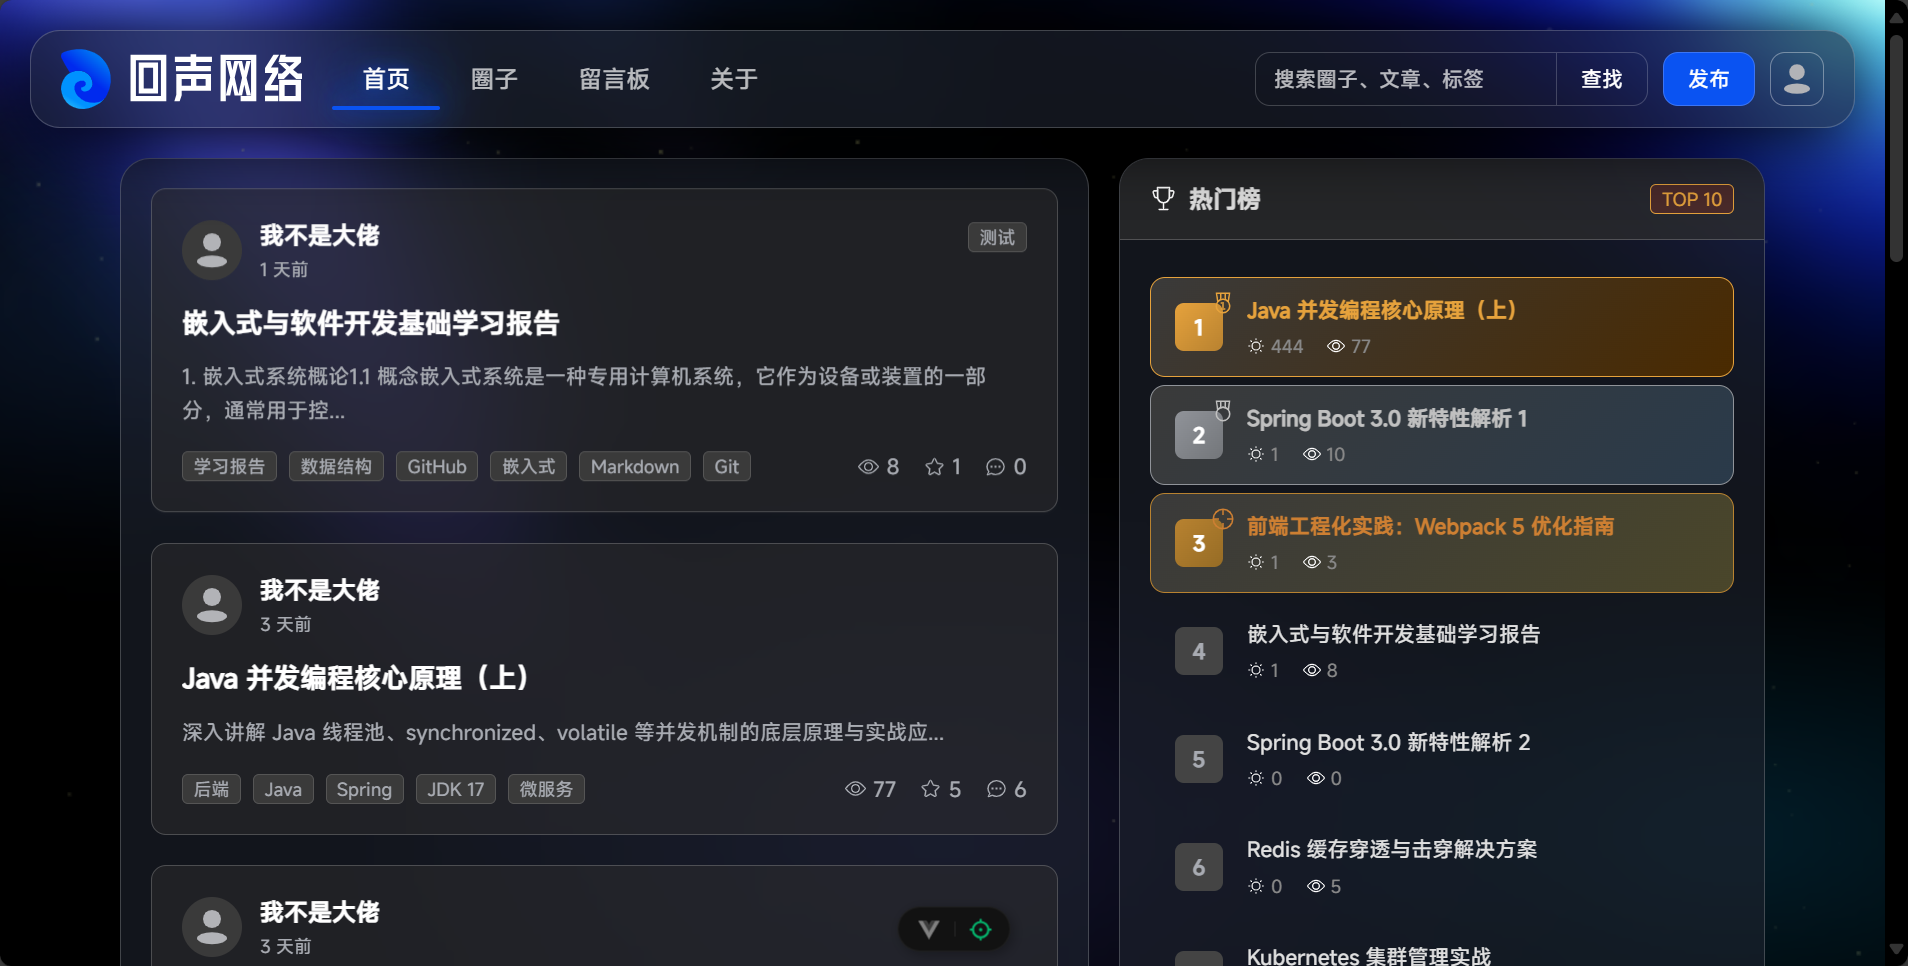 回声网络
首页
圈子
留言板
关于
搜索圈子、文章、标签
查找
发布
我不是大佬
1 天前
测试
嵌入式与软件开发基础学习报告
1. 嵌入式系统概论1.1 概念嵌入式系统是一种专用计算机系统，它作为设备或装置的一部
分，通常用于控...
学习报告
数据结构
GitHub
嵌入式
Markdown
Git
8
1
0
我不是大佬
3 天前
Java 并发编程核心原理（上）
深入讲解 Java 线程池、synchronized、volatile 等并发机制的底层原理与实战应...
后端
Java
Spring
JDK 17
微服务
77
5
6
我不是大佬
3 天前
热门榜
TOP 10
1
Java 并发编程核心原理（上）
444
77
2
Spring Boot 3.0 新特性解析 1
1
10
3
前端工程化实践：Webpack 5 优化指南
1
3
4
嵌入式与软件开发基础学习报告
1
8
5
Spring Boot 3.0 新特性解析 2
0
0
6
Redis 缓存穿透与击穿解决方案
0
5
Kubernetes 集群管理实战